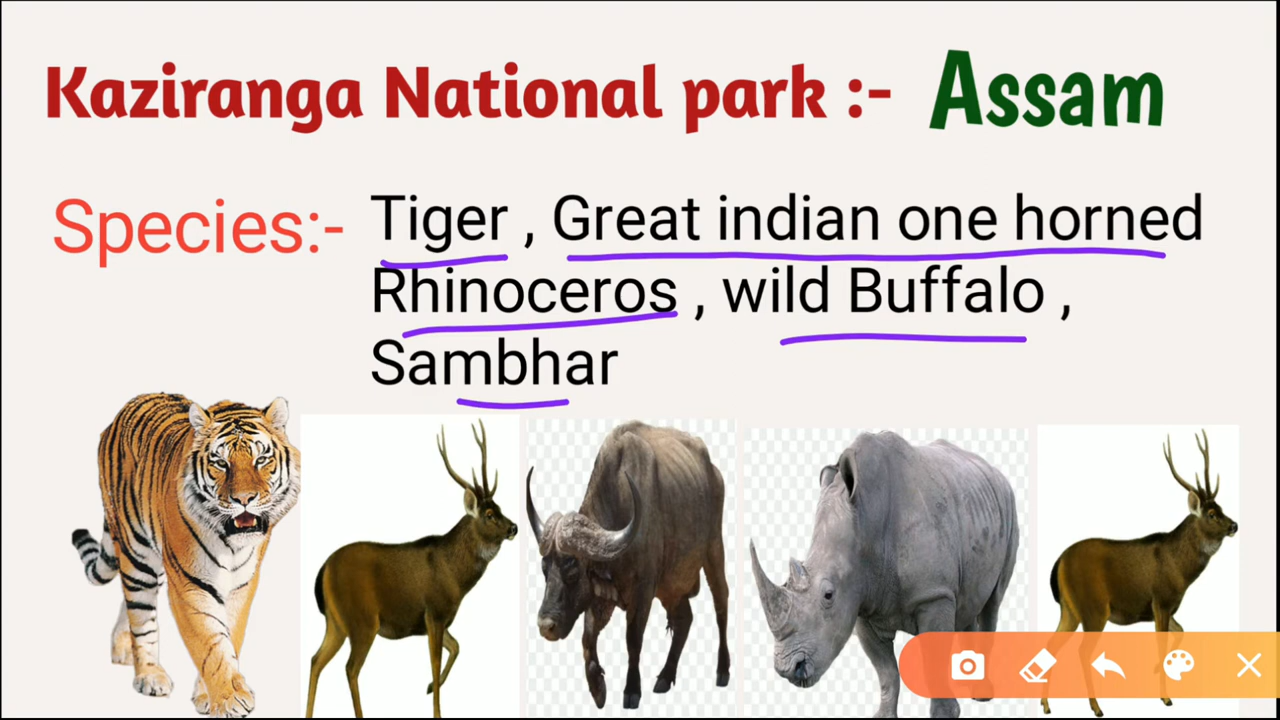 Kaziranga National park :- Assam
Species:- Tiger , Great indian one horned
Rhinoceros , wild Buffalo ,
Sambhar